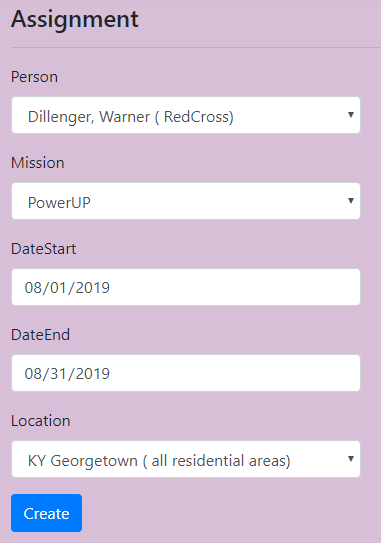 Assignment
Person
Dillenger, Warner ( RedCross)
Mission
PowerUP
DateStart
08/01/2019
DateEnd
08/31/2019
Location
KY Georgetown ( all residential areas)
Create